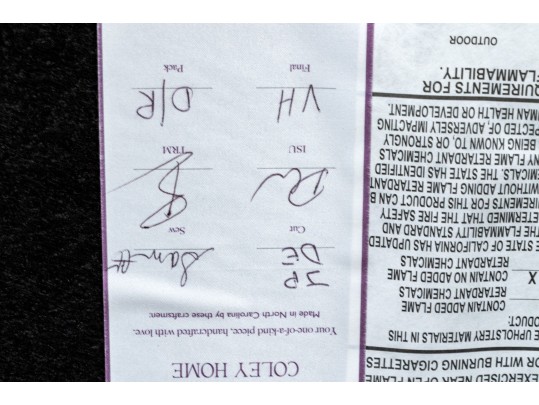 EXERCISED NEAR OPEN FLAME
OR WITH BURNING CIGARETTES
E UPHOLSTERY MATERIALS IN THIS
ODUCT:
CONTAIN ADDED FLAME
RETARDANT CHEMICALS
X CONTAIN NO ADDED FLAME
RETARDANT CHEMICALS
E STATE OF CALIFORNIA HAS UPDATED
THE FLAMMABILITY STANDARD AND
ETERMINED THAT THE FIRE SAFETY
IREMENTS FOR THIS PRODUCT CAN B
WITHOUT ADDING FLAME RETARDANT
EMICALS. THE STATE HAS IDENTIFIED
NY FLAME RETARDANT CHEMICALS
BEING KNOWN TO, OR STRONGLY
PECTED OF, ADVERSELY IMPACTING
MAN HEALTH OR DEVELOPMENT.
QUIREMENTS FOR
FLAMMABILITY.
OUTDOOR
COLEY HOME
Your one-of-a-kind piece, handcrafted with love.
Made in North Carolina by these craftsmen:
JP
DE
Cut Sew
ISU TRM
VH D/R
Final Pack